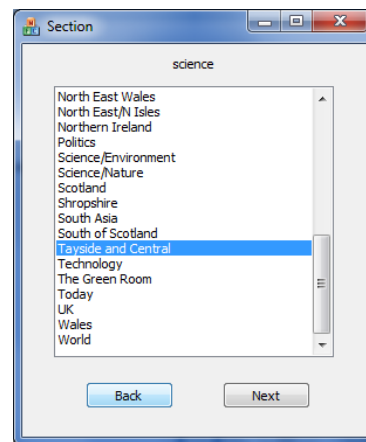 Section
science
North East Wales
North East/N Isles
Northern Ireland
Politics
Science/Environment
Science/Nature
Scotland
Shropshire
South Asia
South of Scotland
Tayside and Central
Technology
The Green Room
Today
UK
Wales
World
Back Next